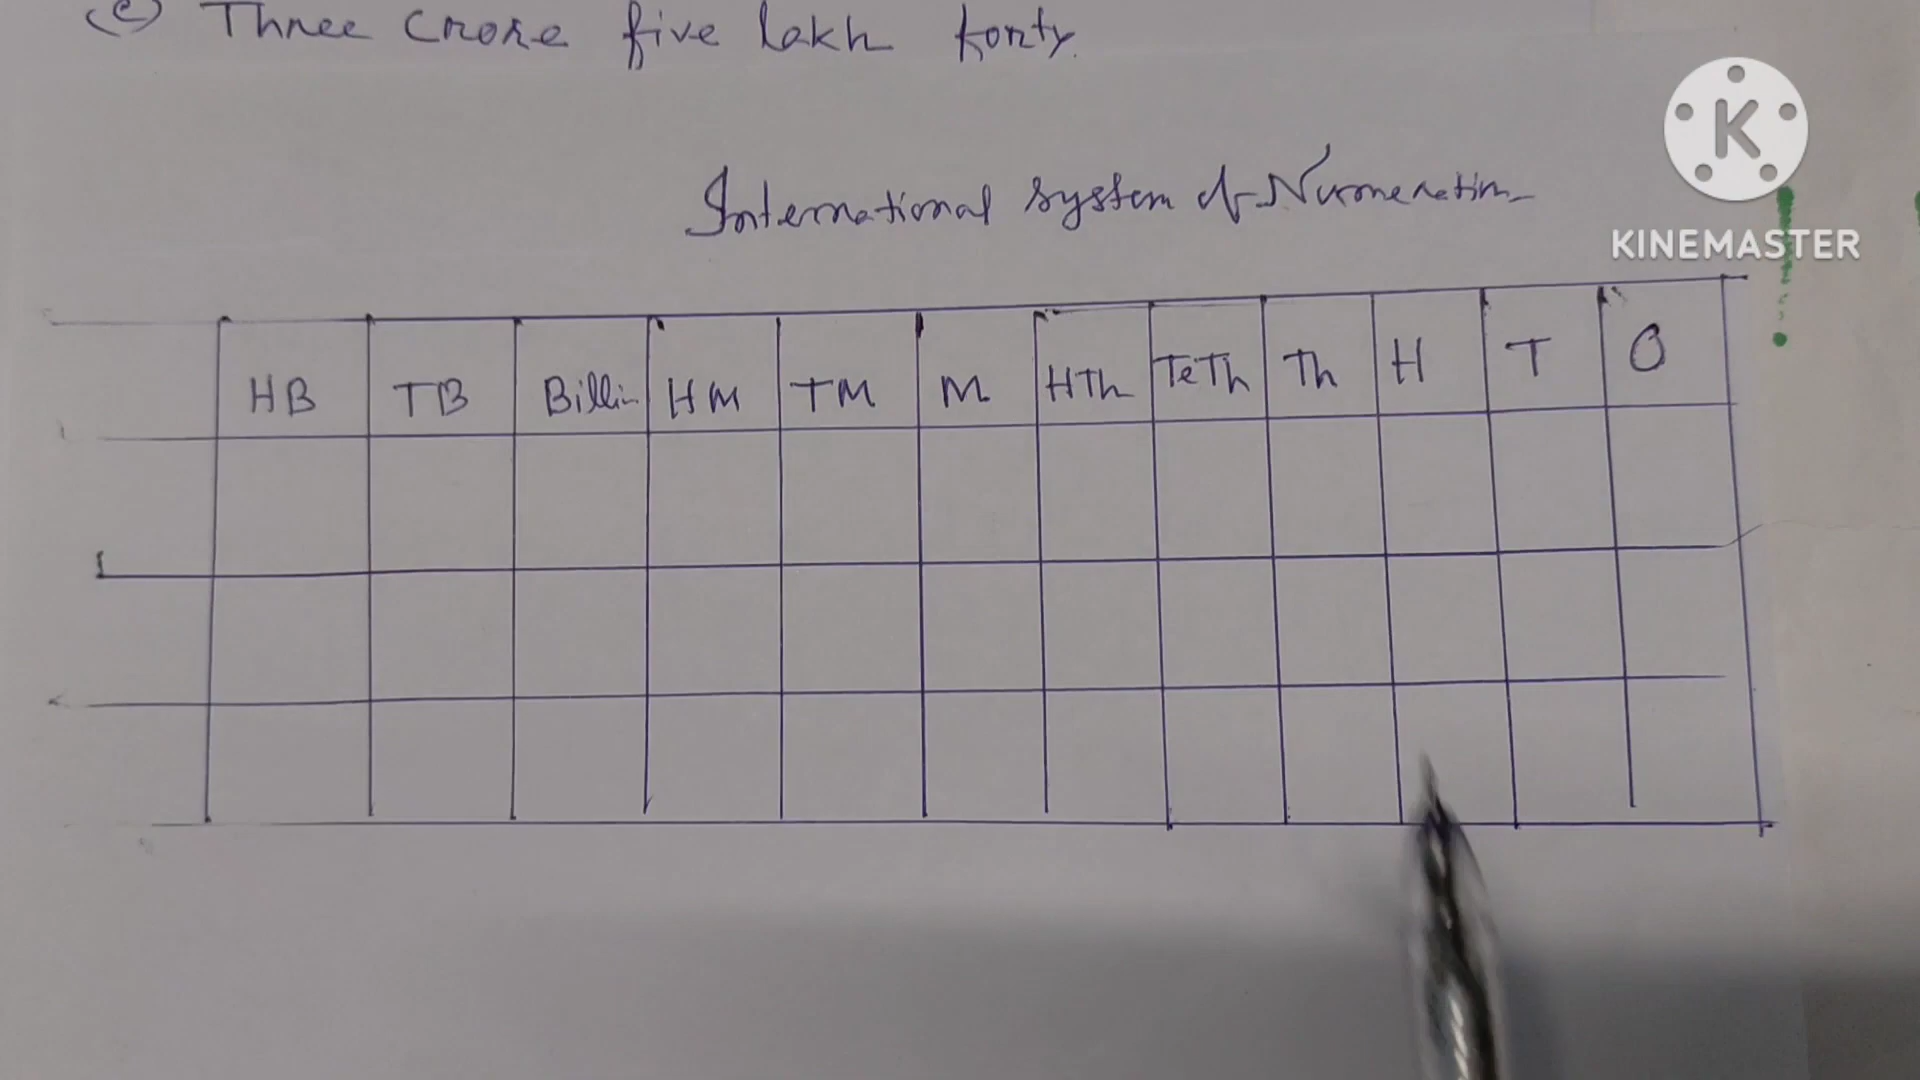 (c) Three crore five lakh forty.
K
KINEMASTER
International system of Numeration
HB TB Billion HM TM M HTh TeTh Th H T O